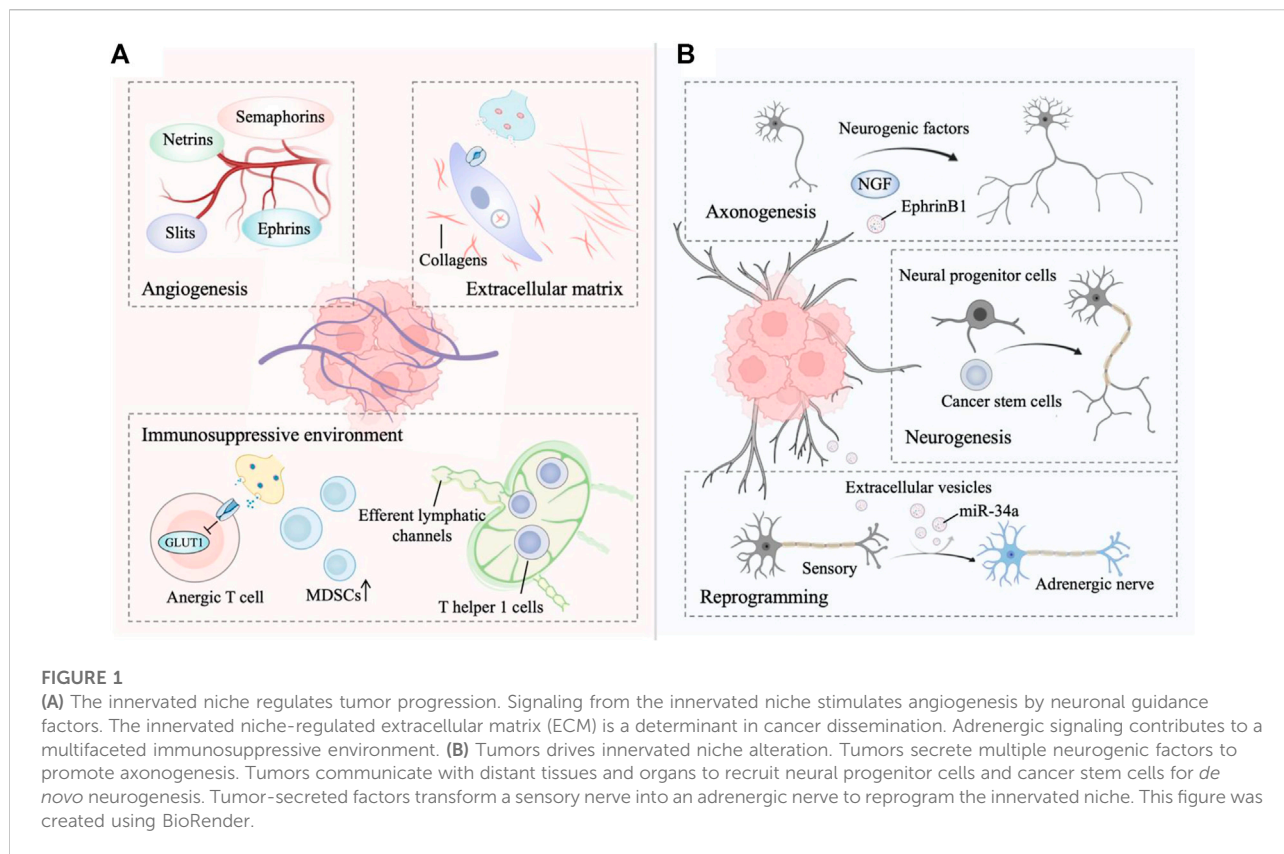 A
Semaphorins
Netrins
Slits
Ephrins
Angiogenesis
Collagens
Extracellular matrix
Immunosuppressive environment
GLUT1
Anergic T cell
MDSCs↑
Efferent lymphatic
channels
T helper 1 cells
B
Neurogenic factors
NGF
EphrinB1
Axonogenesis
Neural progenitor cells
Cancer stem cells
Neurogenesis
Extracellular vesicles
miR-34a
Sensory
Adrenergic nerve
Reprogramming
FIGURE 1
(A) The innervated niche regulates tumor progression. Signaling from the innervated niche stimulates angiogenesis by neuronal guidance
factors. The innervated niche-regulated extracellular matrix (ECM) is a determinant in cancer dissemination. Adrenergic signaling contributes to a
multifaceted immunosuppressive environment. (B) Tumors drives innervated niche alteration. Tumors secrete multiple neurogenic factors to
promote axonogenesis. Tumors communicate with distant tissues and organs to recruit neural progenitor cells and cancer stem cells for de
novo neurogenesis. Tumor-secreted factors transform a sensory nerve into an adrenergic nerve to reprogram the innervated niche. This figure was
created using BioRender.